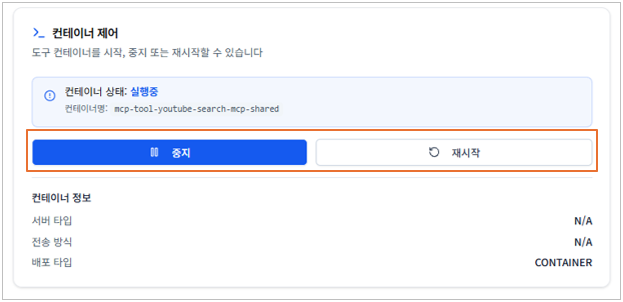 컨테이너 제어
도구 컨테이너를 시작, 중지 또는 재시작할 수 있습니다
컨테이너 상태: 실행중
컨테이너명: mcp-tool-youtube-search-mcp-shared
중지 재시작
컨테이너 정보
서버 타입 N/A
전송 방식 N/A
배포 타입 CONTAINER